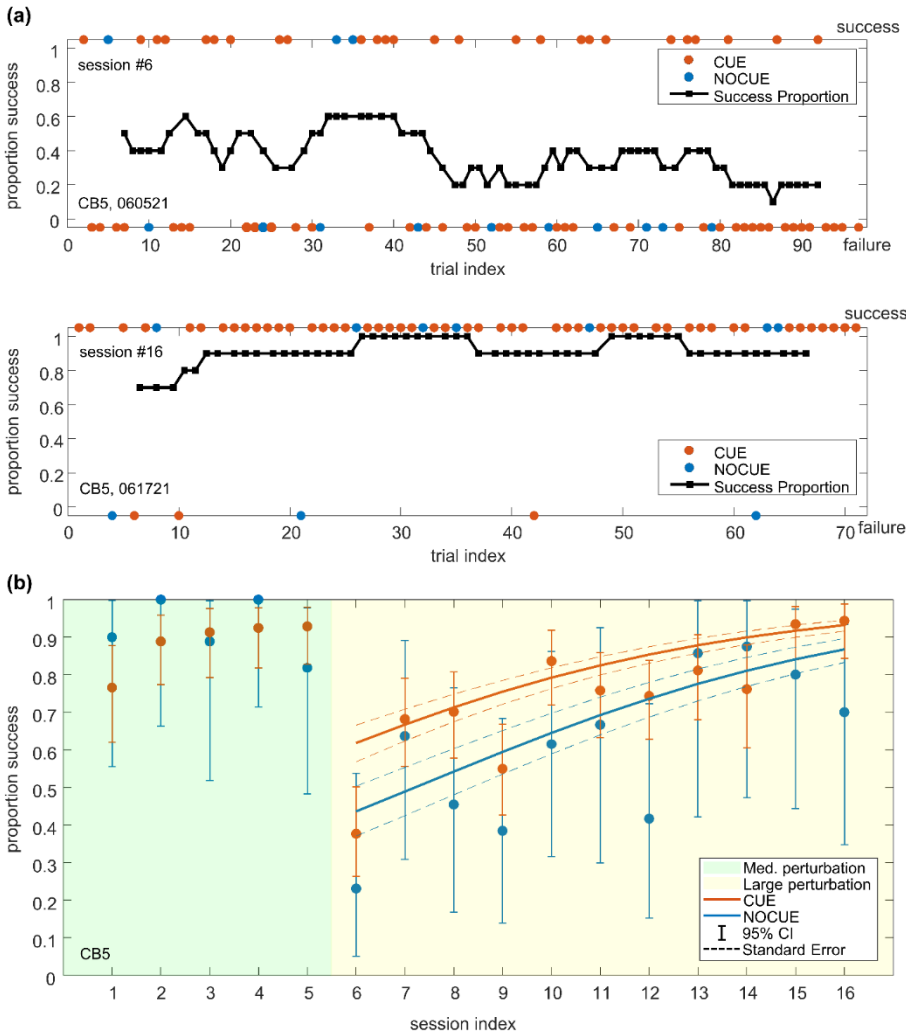 (a)
success
1
session #6
CUE
NOCUE
Success Proportion
0.8
0.6
0.4
0.2
0
proportion success
CB5, 060521
0 10 20 30 40 50 60 70 80 90 failure
trial index
success
1
session #16
0.8
0.6
0.4
0.2
0
proportion success
CUE
NOCUE
Success Proportion
CB5, 061721
0 10 20 30 40 50 60 70 failure
trial index
(b)
1
0.9
0.8
0.7
0.6
0.5
0.4
0.3
0.2
0.1
0
proportion success
Med. perturbation
Large perturbation
CUE
NOCUE
95% CI
Standard Error
CB5
1 2 3 4 5 6 7 8 9 10 11 12 13 14 15 16
session index